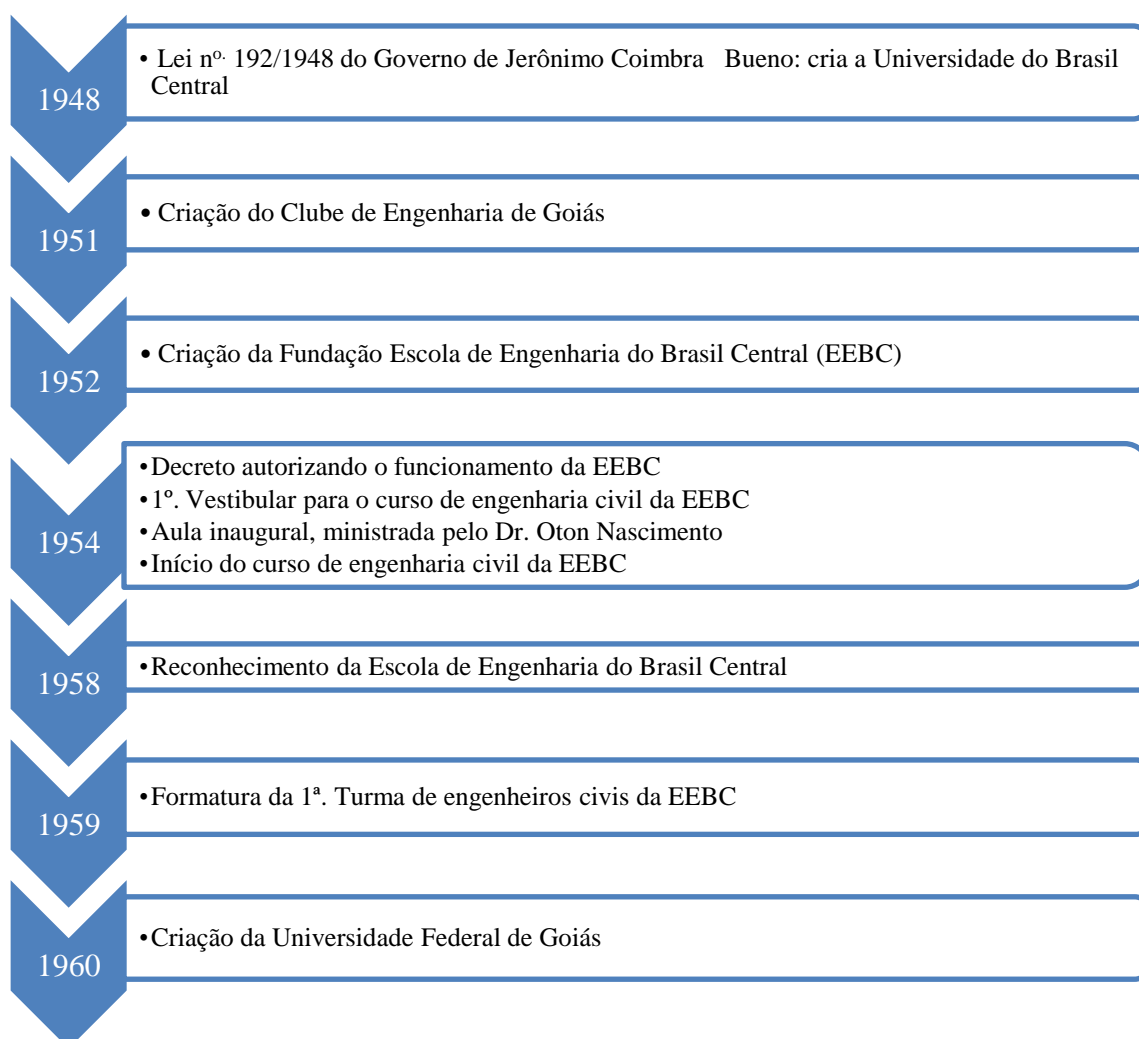 1948
• Lei nº. 192/1948 do Governo de Jerônimo Coimbra Bueno: cria a Universidade do Brasil
Central
1951
• Criação do Clube de Engenharia de Goiás
1952
• Criação da Fundação Escola de Engenharia do Brasil Central (EEBC)
1954
•Decreto autorizando o funcionamento da EEBC
•1º. Vestibular para o curso de engenharia civil da EEBC
•Aula inaugural, ministrada pelo Dr. Oton Nascimento
•Início do curso de engenharia civil da EEBC
1958
•Reconhecimento da Escola de Engenharia do Brasil Central
1959
•Formatura da 1ª. Turma de engenheiros civis da EEBC
1960
•Criação da Universidade Federal de Goiás